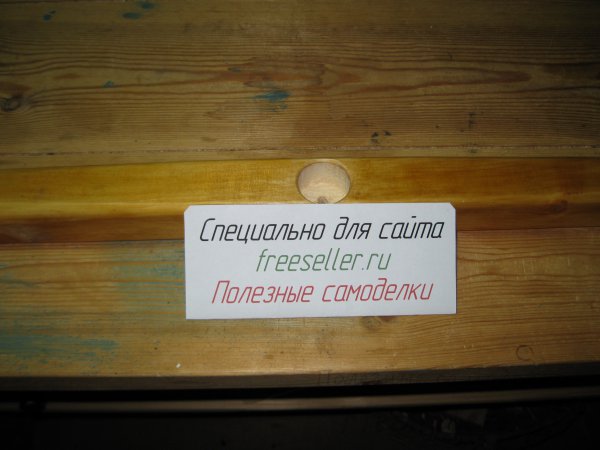 Специально для сайта
freeseller.ru
Полезные самоделки